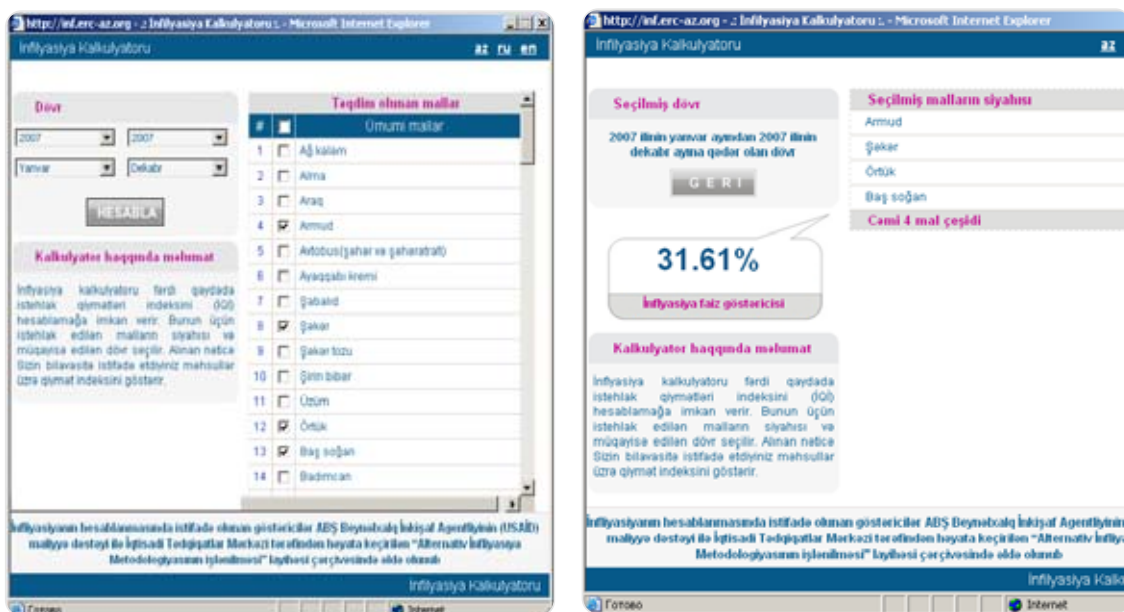 http://inf.erc-az.org - .: İnfilyasiya Kalkulyatoru :. - Microsoft Internet Explorer
İnfilyasiya Kalkulyatoru
az ru en
Dövr
2007 2007
Yanvar Dekabr
HESABLA
Kalkulyator haqqında məlumat
İnflyasiya kalkulyatoru fərdi qaydada
istehlak qiymətləri indeksini (İQİ)
hesablamağa imkan verir. Bunun üçün
istehlak edilən malların siyahısı və
müqayisə edilən dövr seçilir. Alınan nəticə
Sizin bilavasitə istifadə etdiyiniz məhsullar
üzrə qiymət indeksini göstərir.
Təqdim olunan mallar
# Ümumi mallar
1 Ağ kələm
2 Alma
3 Araq
4 Armud
5 Avtobus(şəhər və şəhərətrafı)
6 Ayaqqabı kremi
7 Şabalıd
8 Şəkər
9 Şəkər tozu
10 Şirin bibər
11 Üzüm
12 Örtük
13 Baş soğan
14 Badımcan
İnflyasiyanın hesablanmasında istifadə olunan göstəricilər ABŞ Beynəlxalq İnkişaf Agentliyinin (USAİD)
maliyyə dəstəyi ilə İqtisadi Tədqiqatlar Mərkəzi tərəfindən həyata keçirilən "Alternativ İnflyasiya
Metodologiyasının işlənilməsi" layihəsi çərçivəsində əldə olunub
İnfilyasiya Kalkulyatoru
Готово
Internet
http://inf.erc-az.org - .: İnfilyasiya Kalkulyatoru :. - Microsoft Internet Explorer
İnfilyasiya Kalkulyatoru
az
Seçilmiş dövr
2007 ilinin yanvar ayından 2007 ilinin
dekabr ayına qədər olan dövr
GERI
31.61%
İnflyasiya faiz göstəricisi
Kalkulyator haqqında məlumat
İnflyasiya kalkulyatoru fərdi qaydada
istehlak qiymətləri indeksini (İQİ)
hesablamağa imkan verir. Bunun üçün
istehlak edilən malların siyahısı və
müqayisə edilən dövr seçilir. Alınan nəticə
Sizin bilavasitə istifadə etdiyiniz məhsullar
üzrə qiymət indeksini göstərir.
Seçilmiş malların siyahısı
Armud
Şəkər
Örtük
Baş soğan
Cəmi 4 mal çeşidi
İnflyasiyanın hesablanmasında istifadə olunan göstəricilər ABŞ Beynəlxalq İnkişaf Agentliyinin
maliyyə dəstəyi ilə İqtisadi Tədqiqatlar Mərkəzi tərəfindən həyata keçirilən "Alternativ İnflya
Metodologiyasının işlənilməsi" layihəsi çərçivəsində əldə olunub
İnfilyasiya Kalk
Готово
Internet